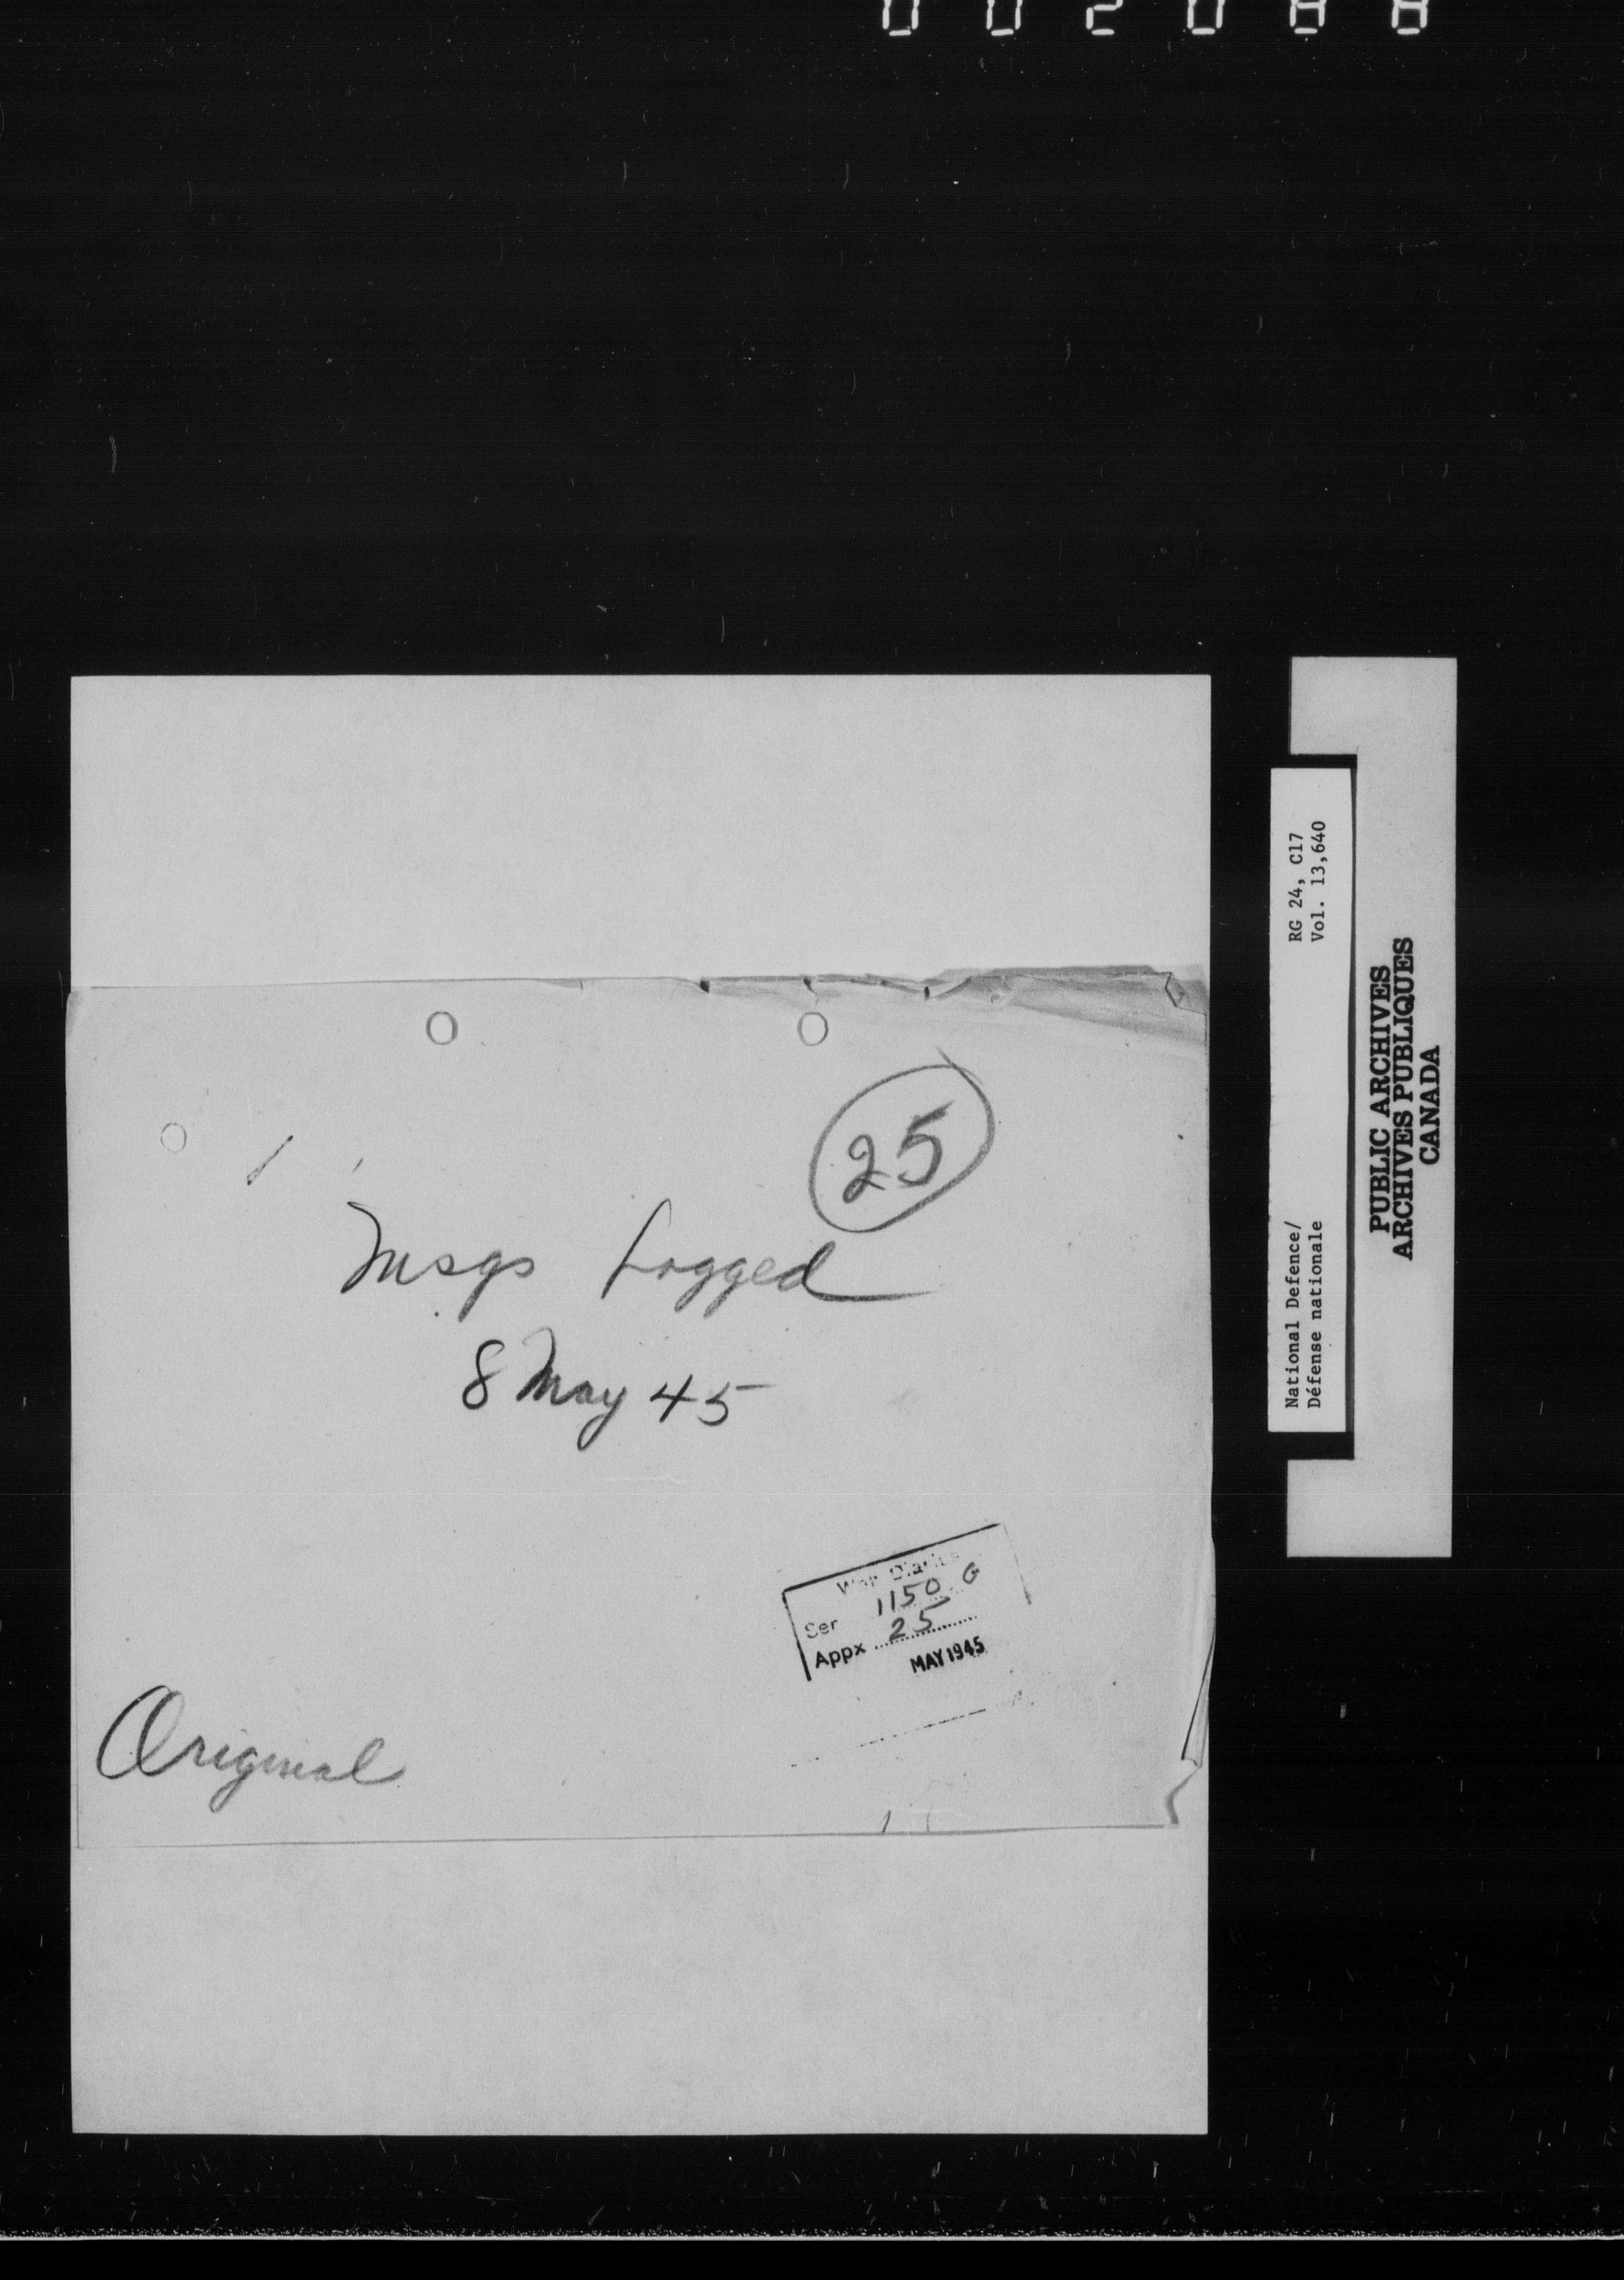 002088
25
Msgs Logged
8 May 45
War Diaries
Ser 1150 G
Appx 25
MAY 1945
Original
National Defence/
Défense nationale
RG 24, C17
Vol. 13,640
PUBLIC ARCHIVES
ARCHIVES PUBLIQUES
CANADA